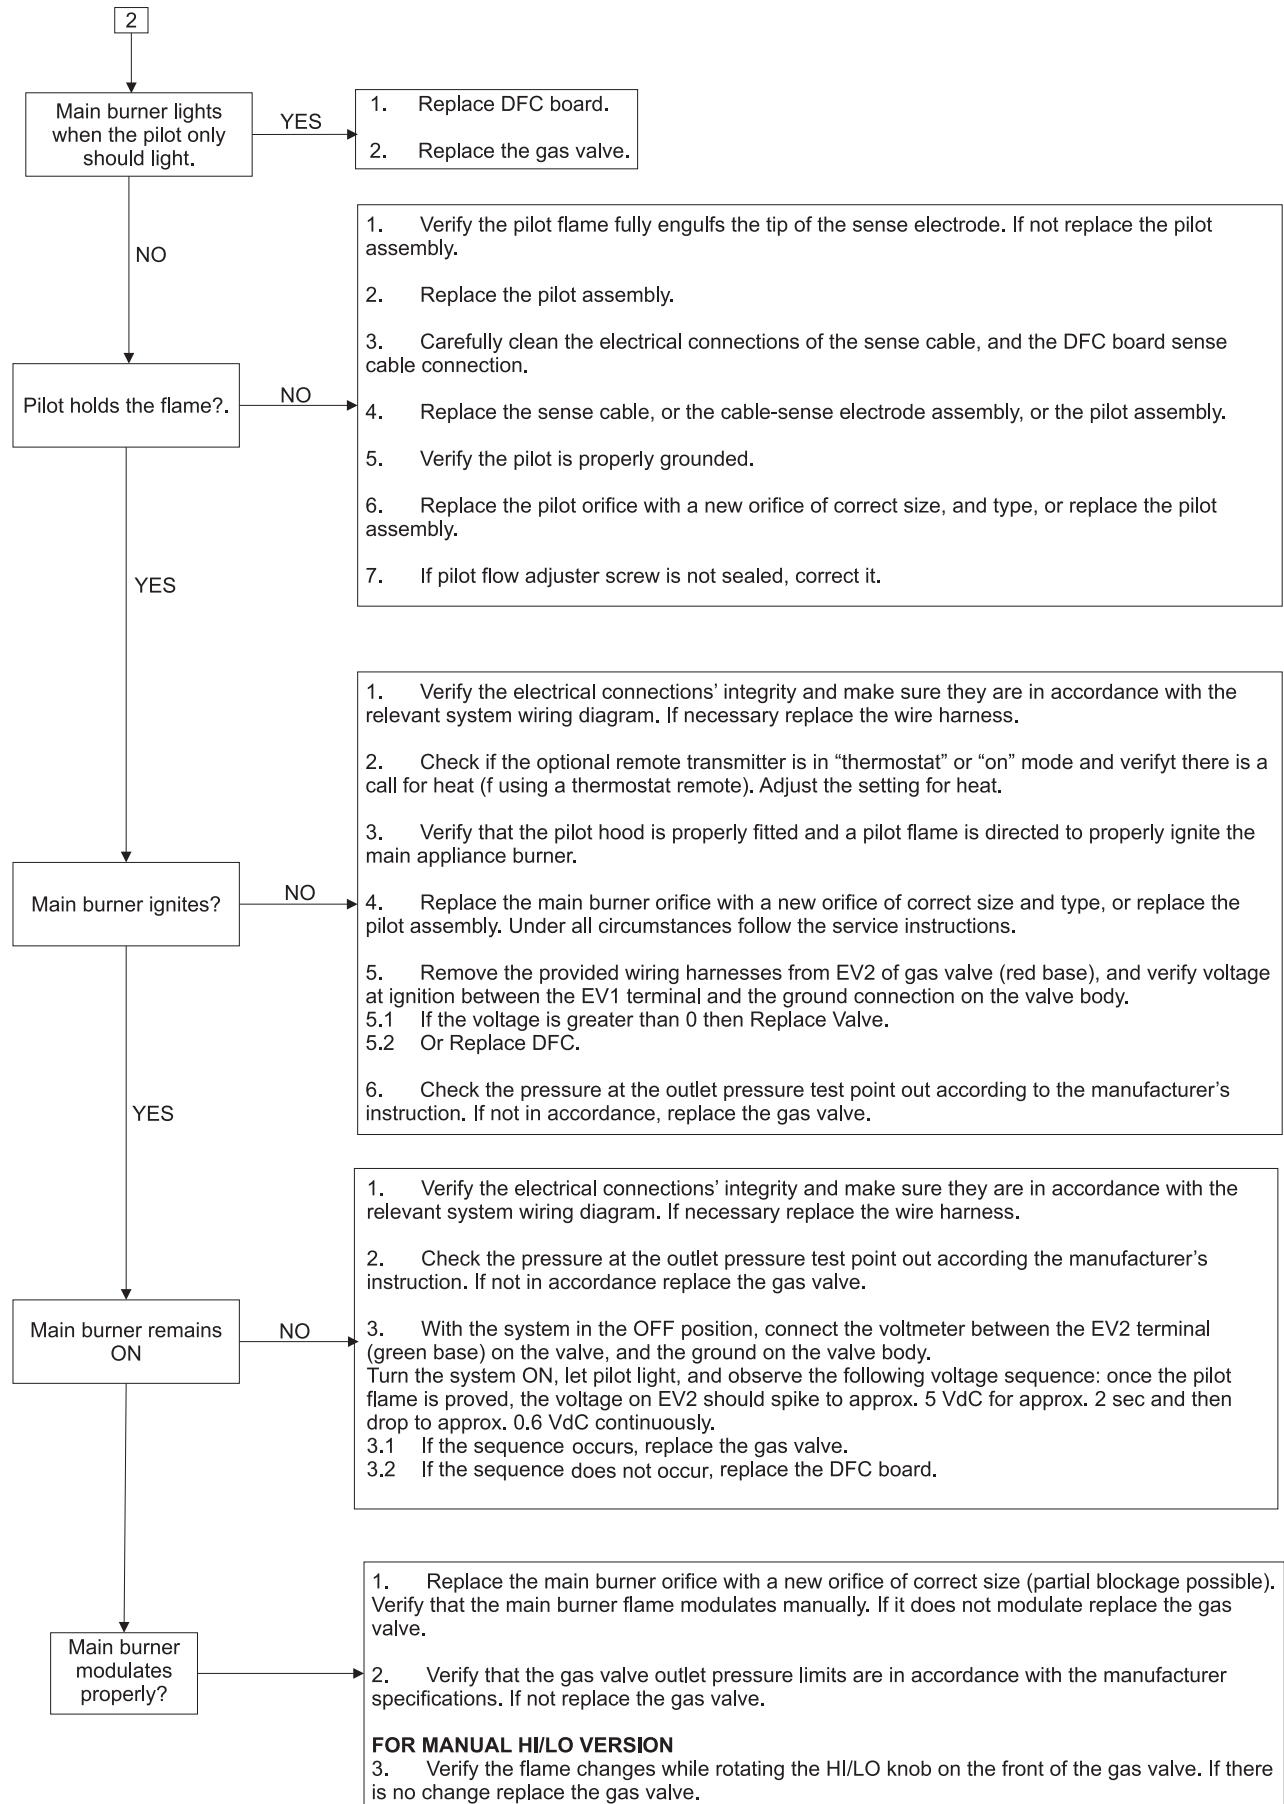 2
Main burner lights
when the pilot only
should light.
YES
1. Replace DFC board.
2. Replace the gas valve.
NO
1. Verify the pilot flame fully engulfs the tip of the sense electrode. If not replace the pilot
assembly.
2. Replace the pilot assembly.
3. Carefully clean the electrical connections of the sense cable, and the DFC board sense
cable connection.
4. Replace the sense cable, or the cable-sense electrode assembly, or the pilot assembly.
5. Verify the pilot is properly grounded.
6. Replace the pilot orifice with a new orifice of correct size, and type, or replace the pilot
assembly.
7. If pilot flow adjuster screw is not sealed, correct it.
Pilot holds the flame?.
NO
YES
1. Verify the electrical connections’ integrity and make sure they are in accordance with the
relevant system wiring diagram. If necessary replace the wire harness.
2. Check if the optional remote transmitter is in “thermostat” or “on” mode and verifyt there is a
call for heat (f using a thermostat remote). Adjust the setting for heat.
3. Verify that the pilot hood is properly fitted and a pilot flame is directed to properly ignite the
main appliance burner.
4. Replace the main burner orifice with a new orifice of correct size and type, or replace the
pilot assembly. Under all circumstances follow the service instructions.
5. Remove the provided wiring harnesses from EV2 of gas valve (red base), and verify voltage
at ignition between the EV1 terminal and the ground connection on the valve body.
5.1 If the voltage is greater than 0 then Replace Valve.
5.2 Or Replace DFC.
6. Check the pressure at the outlet pressure test point out according to the manufacturer’s
instruction. If not in accordance, replace the gas valve.
Main burner ignites?
NO
YES
1. Verify the electrical connections’ integrity and make sure they are in accordance with the
relevant system wiring diagram. If necessary replace the wire harness.
2. Check the pressure at the outlet pressure test point out according the manufacturer’s
instruction. If not in accordance replace the gas valve.
3. With the system in the OFF position, connect the voltmeter between the EV2 terminal
(green base) on the valve, and the ground on the valve body.
Turn the system ON, let pilot light, and observe the following voltage sequence: once the pilot
flame is proved, the voltage on EV2 should spike to approx. 5 VdC for approx. 2 sec and then
drop to approx. 0.6 VdC continuously.
3.1 If the sequence occurs, replace the gas valve.
3.2 If the sequence does not occur, replace the DFC board.
Main burner remains
ON
NO
1. Replace the main burner orifice with a new orifice of correct size (partial blockage possible).
Verify that the main burner flame modulates manually. If it does not modulate replace the gas
valve.
2. Verify that the gas valve outlet pressure limits are in accordance with the manufacturer
specifications. If not replace the gas valve.
FOR MANUAL HI/LO VERSION
3. Verify the flame changes while rotating the HI/LO knob on the front of the gas valve. If there
is no change replace the gas valve.
Main burner
modulates
properly?